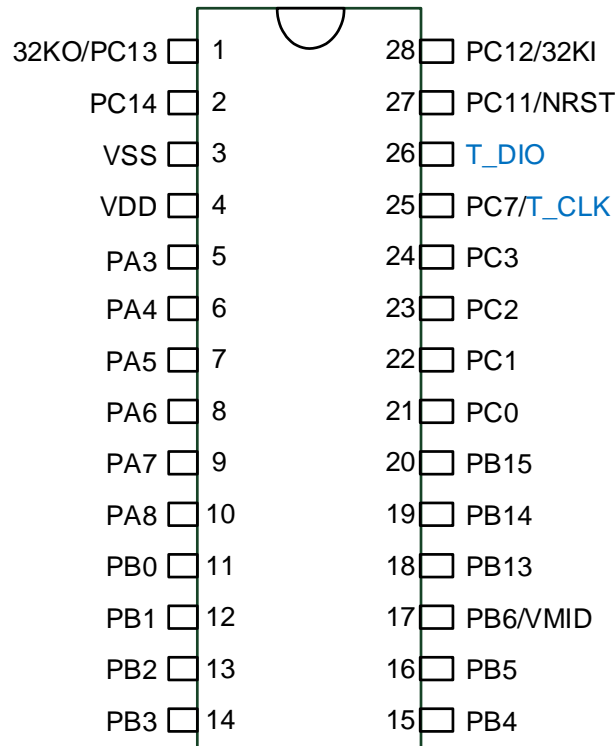 32KO/PC13 1 28 PC12/32KI
PC14 2 27 PC11/NRST
VSS 3 26 T_DIO
VDD 4 25 PC7/T_CLK
PA3 5 24 PC3
PA4 6 23 PC2
PA5 7 22 PC1
PA6 8 21 PC0
PA7 9 20 PB15
PA8 10 19 PB14
PB0 11 18 PB13
PB1 12 17 PB6/VMID
PB2 13 16 PB5
PB3 14 15 PB4